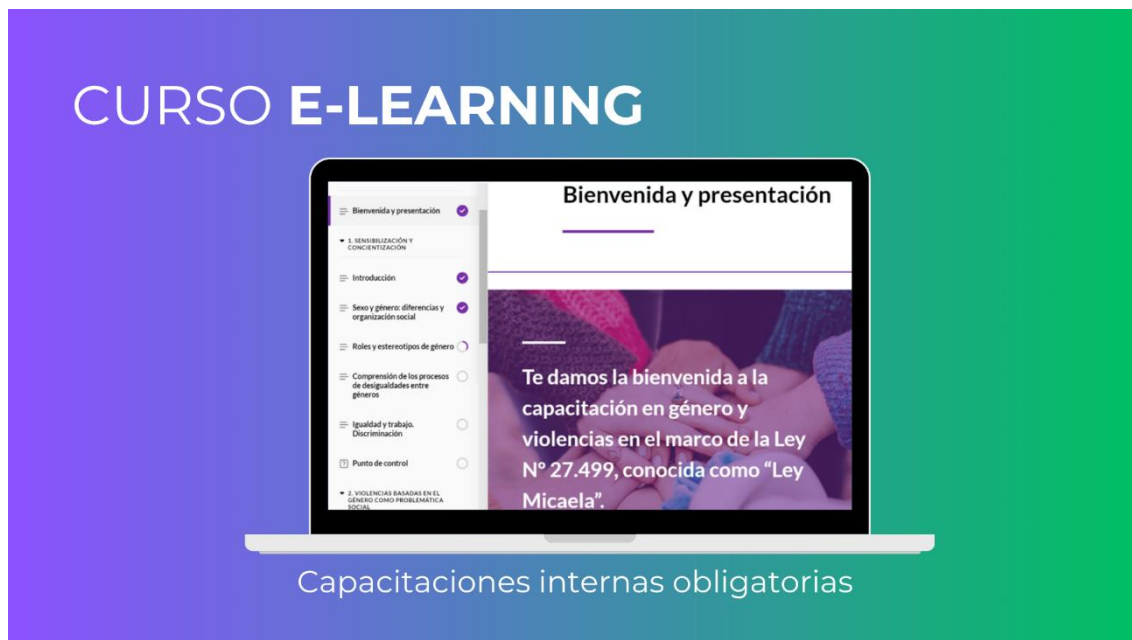 CURSO E-LEARNING
Bienvenida y presentación
1. SENSIBILIZACIÓN Y
CONCIENTIZACIÓN
Introducción
Sexo y género: diferencias y
organización social
Roles y estereotipos de género
Comprensión de los procesos
de desigualdades entre
géneros
Igualdad y trabajo.
Discriminación
Punto de control
2. VIOLENCIAS BASADAS EN EL
GÉNERO COMO PROBLEMÁTICA
SOCIAL
Bienvenida y presentación
Te damos la bienvenida a la
capacitación en género y
violencias en el marco de la Ley
Nº 27.499, conocida como “Ley
Micaela”.
Capacitaciones internas obligatorias